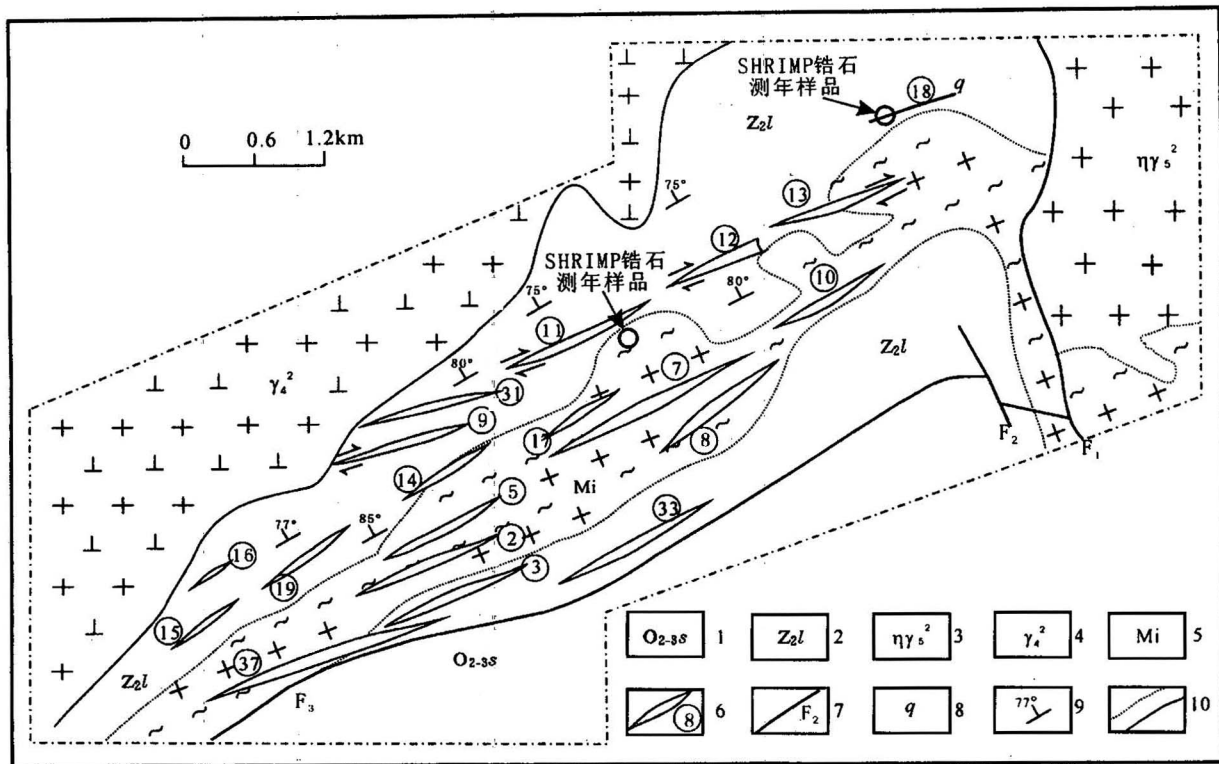 SHRIMP锆石
测年样品
⑱ q
Z₂l
ηγ₅²
0 0.6 1.2km
75°
⑬
⑫
SHRIMP锆石
测年样品
75°
80°
⑩
⑪
Z₂l
⑦
80°
γ₄²
㉛
⑨
①
⑧
F₂
F₁
⑭
Mi
⑤
㉝
77°
85°
②
⑯
③
⑲
⑮
㊲
O₂₋₃s
Z₂l
F₃
O₂₋₃s 1 Z₂l 2 ηγ₅² 3 γ₄² 4 Mi 5
⑧ 6 F₂ 7 q 8 77° 9 10